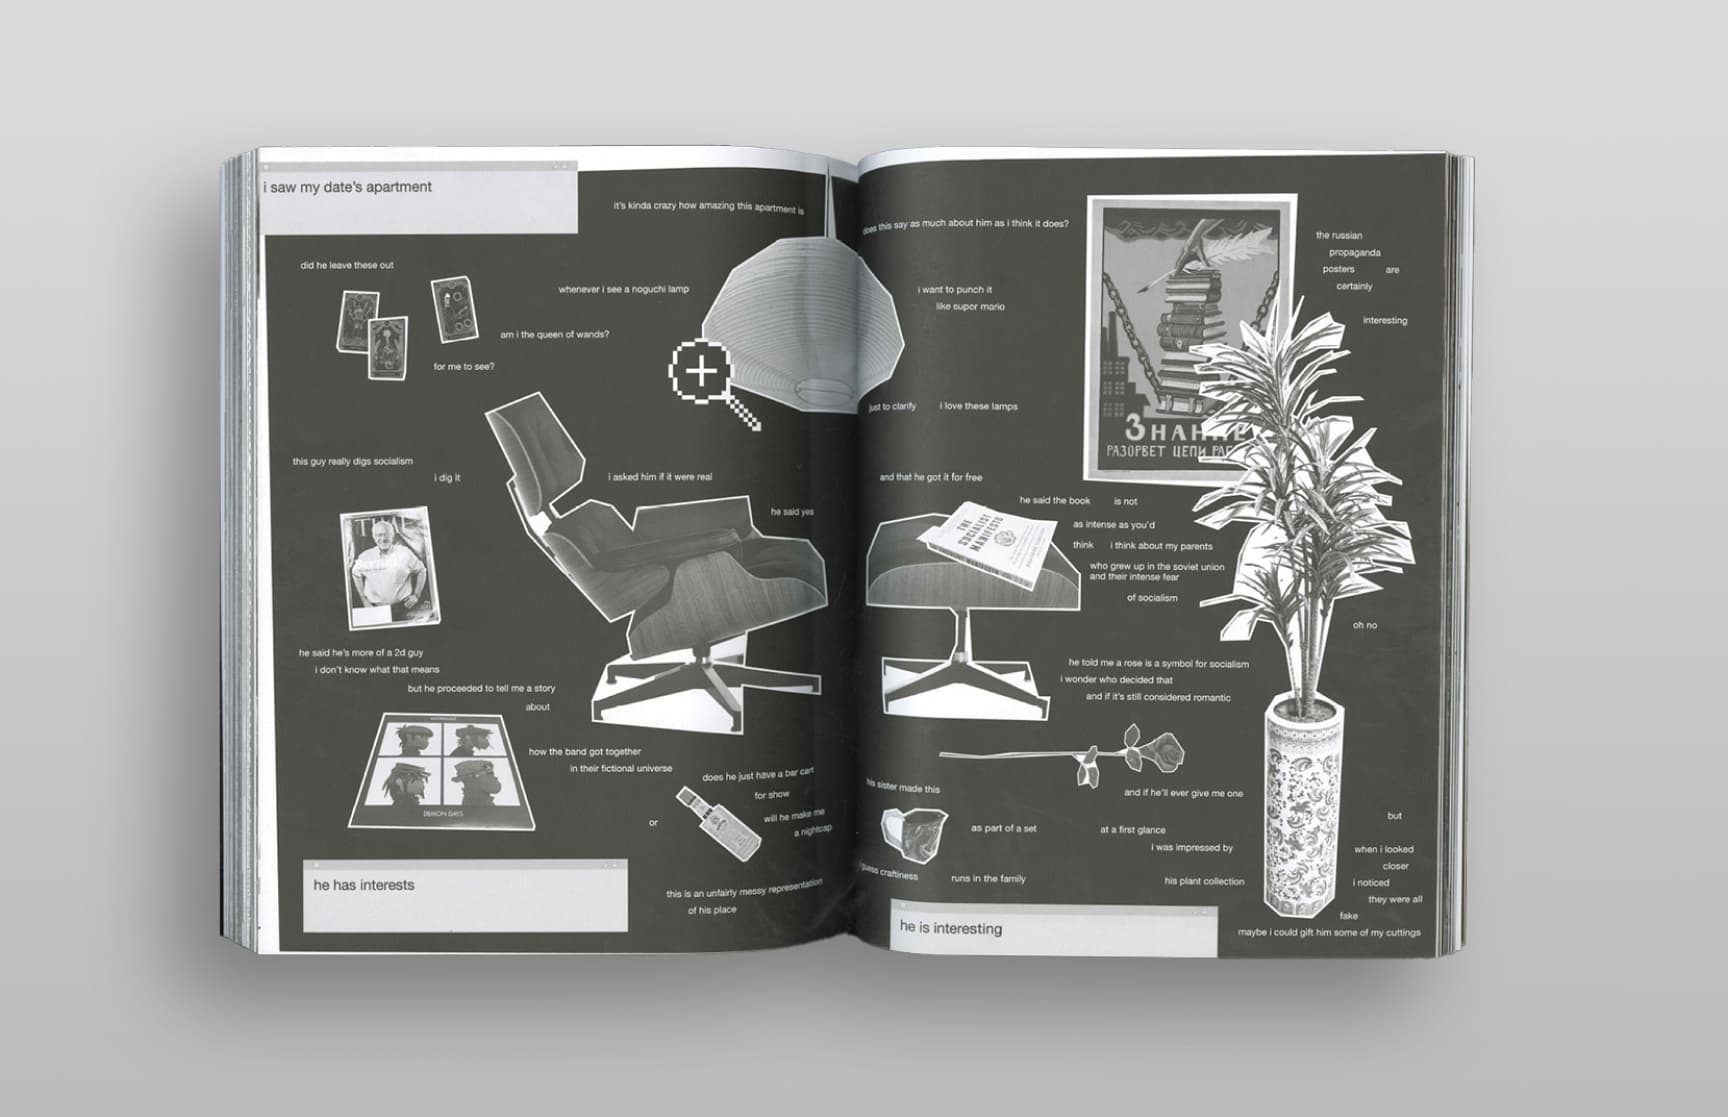 i saw my date's apartment
it's kinda crazy how amazing this apartment is
did he leave these out
whenever i see a noguchi lamp
am i the queen of wands?
for me to see?
this guy really digs socialism
i dig it
i asked him if it were real
he said yes
he said he's more of a 2d guy
i don't know what that means
but he proceeded to tell me a story
about
DEMON DAYS
how the band got together
in their fictional universe
does he just have a bar cart
for show
or
will he make me
a nightcap
he has interests
this is an unfairly messy representation
of his place
does this say as much about him as i think it does?
i want to punch it
like super mario
just to clarify i love these lamps
the russian
propaganda
posters are
certainly
interesting
РАЗОРВЕТ ЦЕПИ
and that he got it for free
he said the book is not
THE
SOCIALIST
MANIFESTO
as intense as you'd
think i think about my parents
who grew up in the soviet union
and their intense fear
of socialism
oh no
he told me a rose is a symbol for socialism
i wonder who decided that
and if it's still considered romantic
and if he'll ever give me one
his sister made this
as part of a set
i guess craftiness
runs in the family
at a first glance
i was impressed by
his plant collection
but
when i looked
closer
i noticed
they were all
fake
maybe i could gift him some of my cuttings
he is interesting